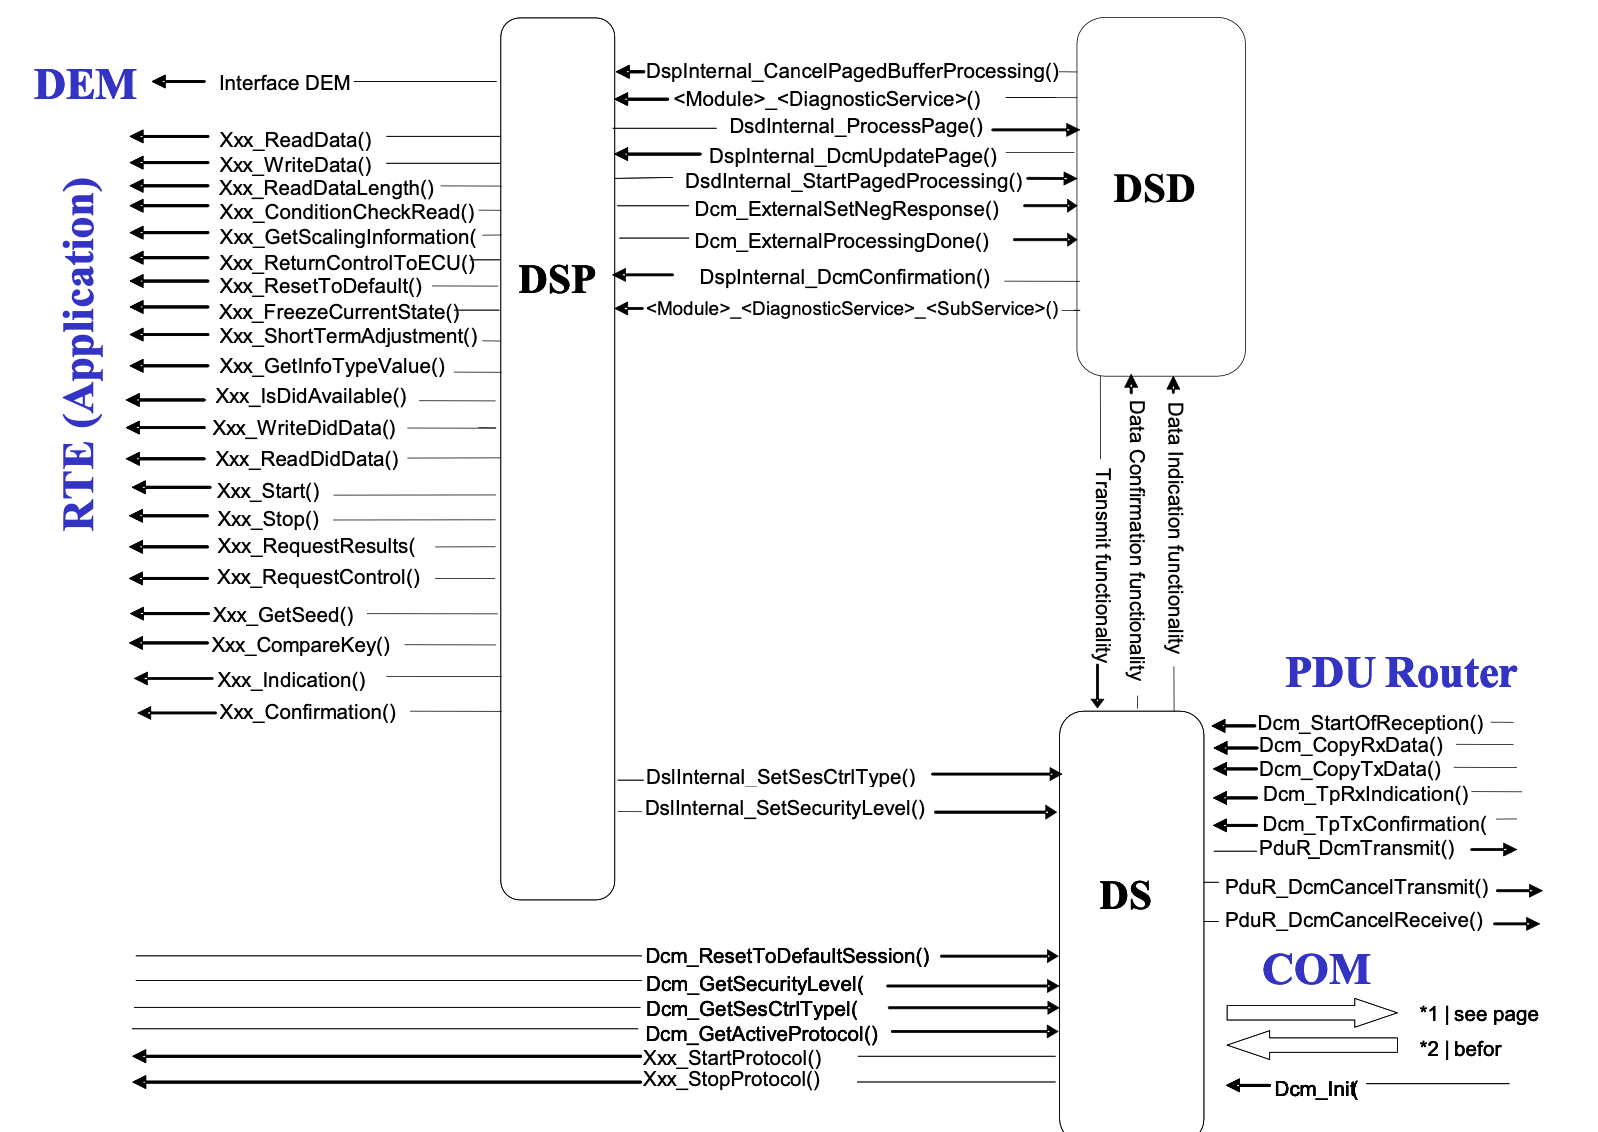 DEM
Interface DEM
RTE (Application)
Xxx_ReadData()
Xxx_WriteData()
Xxx_ReadDataLength()
Xxx_ConditionCheckRead()
Xxx_GetScalingInformation(
Xxx_ReturnControlToECU()
Xxx_ResetToDefault()
Xxx_FreezeCurrentState()
Xxx_ShortTermAdjustment()
Xxx_GetInfoTypeValue()
Xxx_IsDidAvailable()
Xxx_WriteDidData()
Xxx_ReadDidData()
Xxx_Start()
Xxx_Stop()
Xxx_RequestResults(
Xxx_RequestControl()
Xxx_GetSeed()
Xxx_CompareKey()
Xxx_Indication()
Xxx_Confirmation()
DSP
DspInternal_CancelPagedBufferProcessing()
<Module>_<DiagnosticService>()
DsdInternal_ProcessPage()
DspInternal_DcmUpdatePage()
DsdInternal_StartPagedProcessing()
Dcm_ExternalSetNegResponse()
Dcm_ExternalProcessingDone()
DspInternal_DcmConfirmation()
<Module>_<DiagnosticService>_<SubService>()
DSD
Transmit functionality
Data Confirmation functionality
Data Indication functionality
DslInternal_SetSesCtrlType()
DslInternal_SetSecurityLevel()
DS
PDU Router
Dcm_StartOfReception()
Dcm_CopyRxData()
Dcm_CopyTxData()
Dcm_TpRxIndication()
Dcm_TpTxConfirmation(
PduR_DcmTransmit()
PduR_DcmCancelTransmit()
PduR_DcmCancelReceive()
Dcm_ResetToDefaultSession()
Dcm_GetSecurityLevel(
Dcm_GetSesCtrlTypel(
Dcm_GetActiveProtocol()
Xxx_StartProtocol()
Xxx_StopProtocol()
COM
*1 | see page
*2 | befor
Dcm_Init(